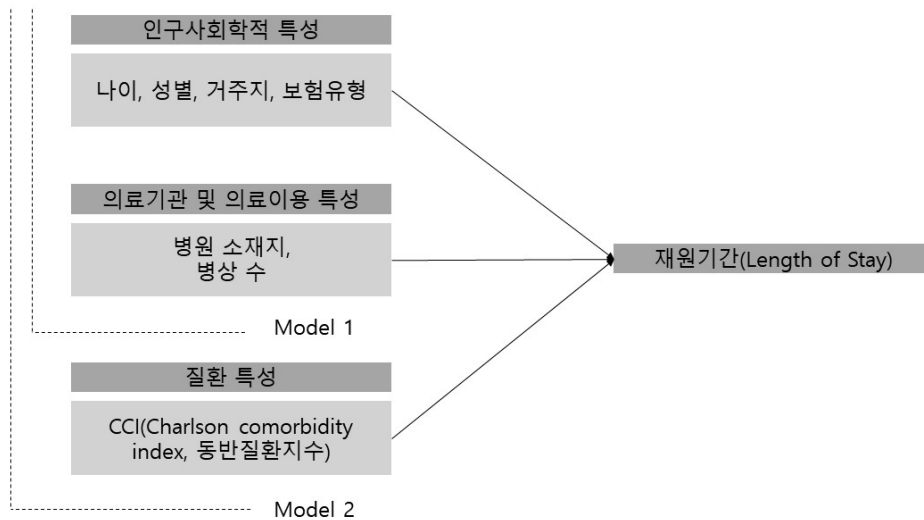 인구사회학적 특성
나이, 성별, 거주지, 보험유형
의료기관 및 의료이용 특성
병원 소재지,
병상 수
재원기간(Length of Stay)
Model 1
질환 특성
CCI(Charlson comorbidity
index, 동반질환지수)
Model 2